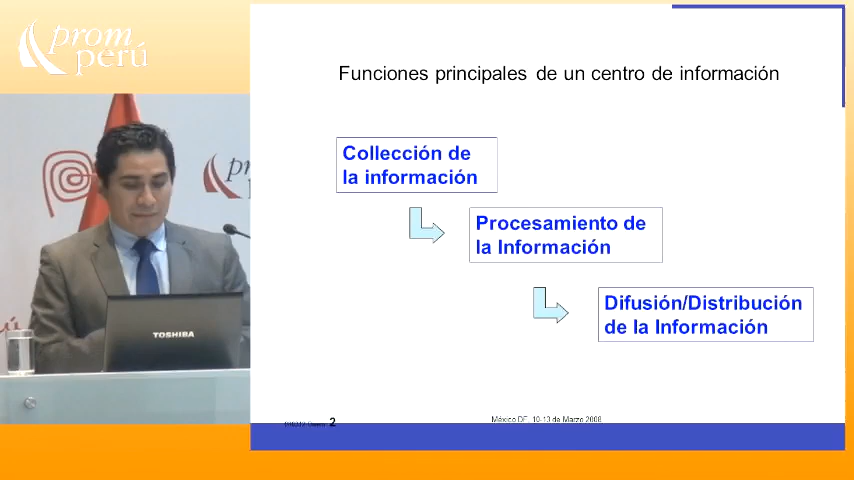 prom
perú
Funciones principales de un centro de información
Collección de
la información
Procesamiento de
la Información
Difusión/Distribución
de la Información
TOSHIBA
2
México DF, 10-13 de Marzo 2008